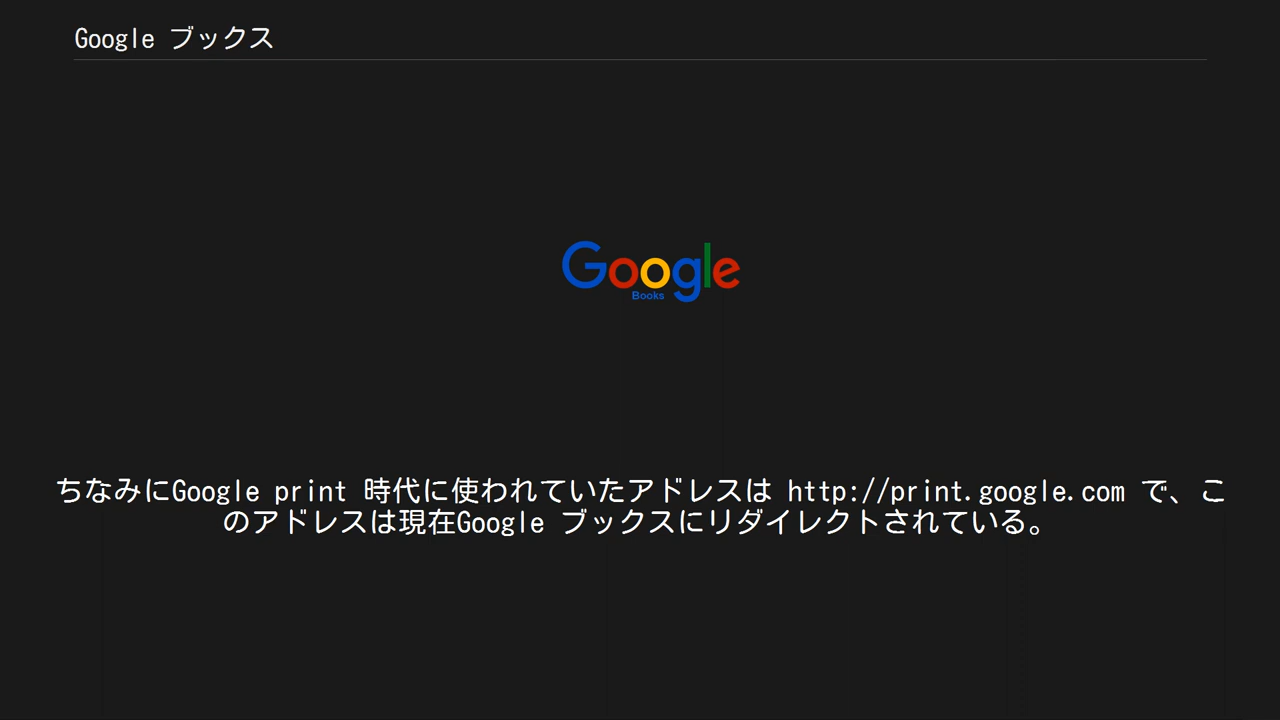 Google ブックス
Google
Books
ちなみにGoogle print 時代に使われていたアドレスは http://print.google.com で、こ
のアドレスは現在Google ブックスにリダイレクトされている。